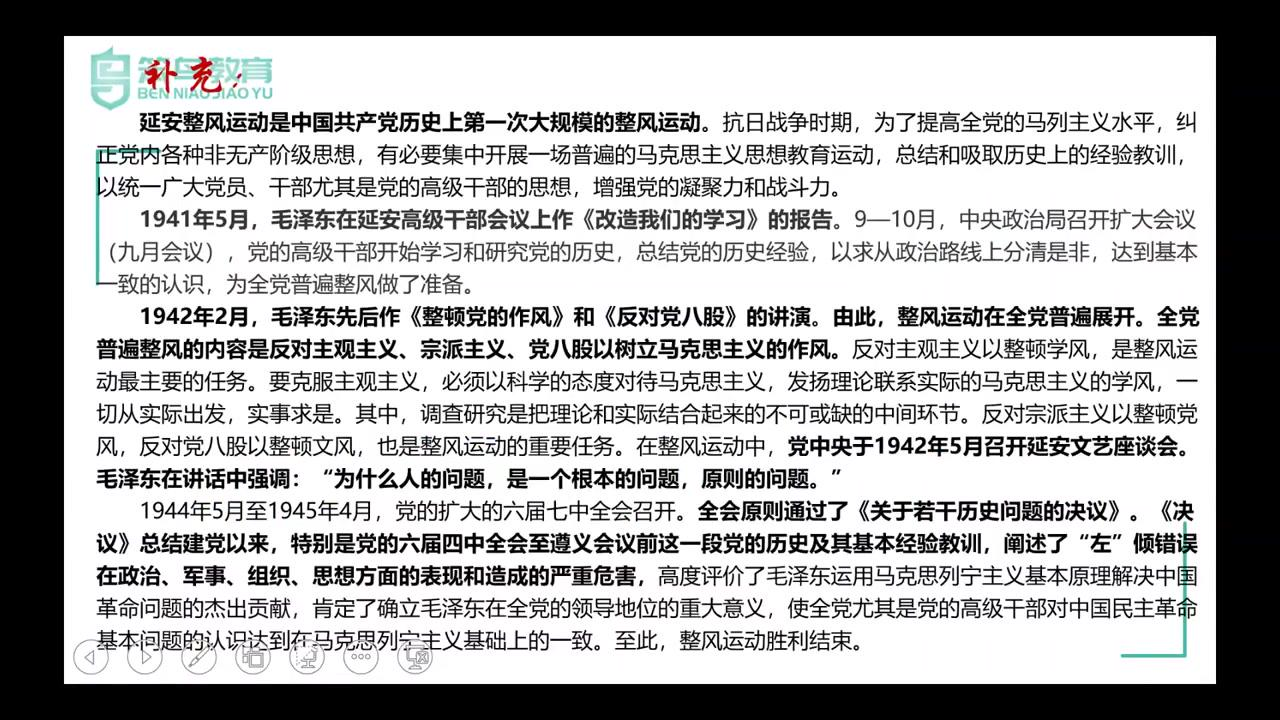 笨鸟教育
补充:
BEN NIAO JIAO YU
延安整风运动是中国共产党历史上第一次大规模的整风运动。抗日战争时期，为了提高全党的马列主义水平，纠
正党内各种非无产阶级思想，有必要集中开展一场普遍的马克思主义思想教育运动，总结和吸取历史上的经验教训，
以统一广大党员、干部尤其是党的高级干部的思想，增强党的凝聚力和战斗力。
1941年5月，毛泽东在延安高级干部会议上作《改造我们的学习》的报告。9—10月，中央政治局召开扩大会议
（九月会议），党的高级干部开始学习和研究党的历史，总结党的历史经验，以求从政治路线上分清是非，达到基本
一致的认识，为全党普遍整风做了准备。
1942年2月，毛泽东先后作《整顿党的作风》和《反对党八股》的讲演。由此，整风运动在全党普遍展开。全党
普遍整风的内容是反对主观主义、宗派主义、党八股以树立马克思主义的作风。反对主观主义以整顿学风，是整风运
动最主要的任务。要克服主观主义，必须以科学的态度对待马克思主义，发扬理论联系实际的马克思主义的学风，一
切从实际出发，实事求是。其中，调查研究是把理论和实际结合起来的不可或缺的中间环节。反对宗派主义以整顿党
风，反对党八股以整顿文风，也是整风运动的重要任务。在整风运动中，党中央于1942年5月召开延安文艺座谈会。
毛泽东在讲话中强调：“为什么人的问题，是一个根本的问题，原则的问题。”
1944年5月至1945年4月，党的扩大的六届七中全会召开。全会原则通过了《关于若干历史问题的决议》。《决
议》总结建党以来，特别是党的六届四中全会至遵义会议前这一段党的历史及其基本经验教训，阐述了“左”倾错误
在政治、军事、组织、思想方面的表现和造成的严重危害，高度评价了毛泽东运用马克思列宁主义基本原理解决中国
革命问题的杰出贡献，肯定了确立毛泽东在全党的领导地位的重大意义，使全党尤其是党的高级干部对中国民主革命
基本问题的认识达到在马克思列宁主义基础上的一致。至此，整风运动胜利结束。